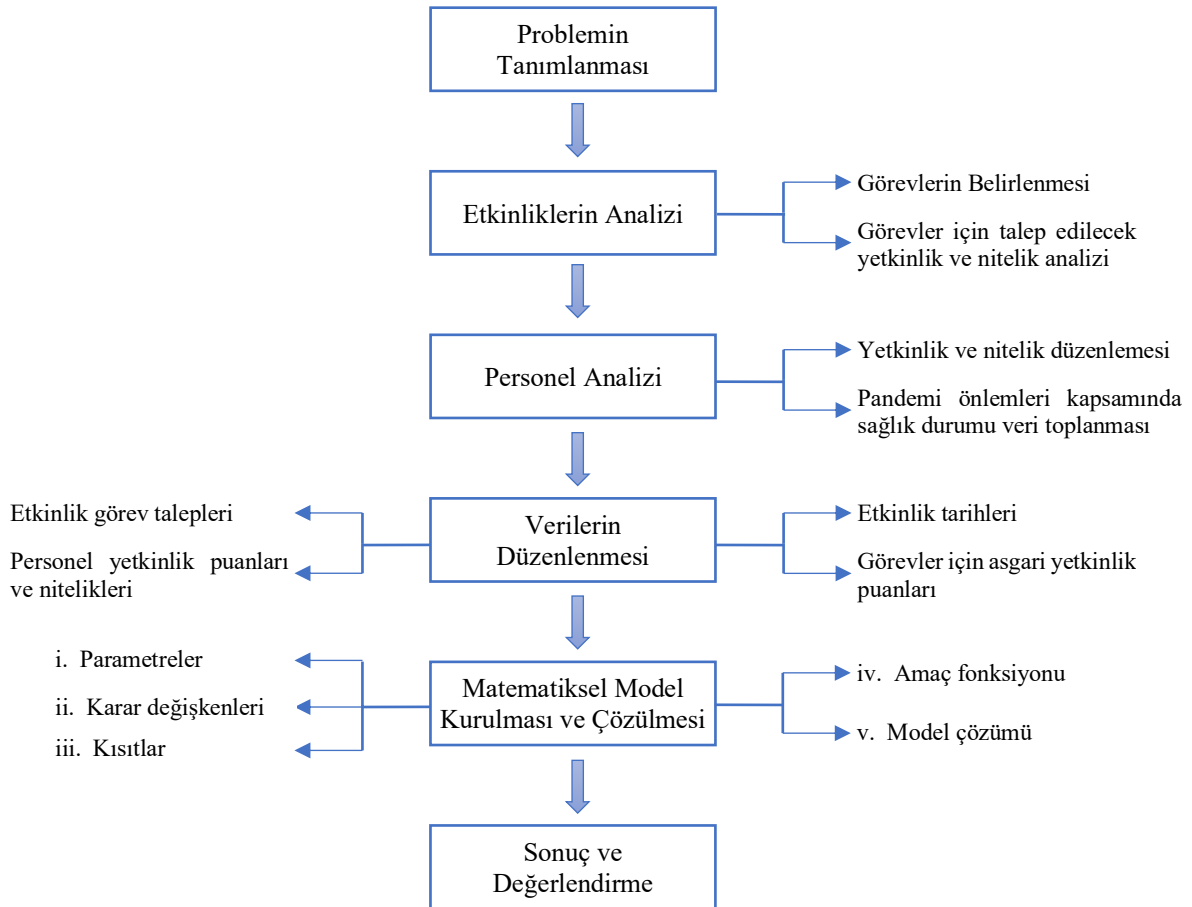 Problemin
Tanımlanması
Etkinliklerin Analizi
Görevlerin Belirlenmesi
Görevler için talep edilecek
yetkinlik ve nitelik analizi
Personel Analizi
Yetkinlik ve nitelik düzenlemesi
Pandemi önlemleri kapsamında
sağlık durumu veri toplanması
Etkinlik görev talepleri
Personel yetkinlik puanları
ve nitelikleri
Verilerin
Düzenlenmesi
Etkinlik tarihleri
Görevler için asgari yetkinlik
puanları
i. Parametreler
ii. Karar değişkenleri
iii. Kısıtlar
Matematiksel Model
Kurulması ve Çözülmesi
iv. Amaç fonksiyonu
v. Model çözümü
Sonuç ve
Değerlendirme